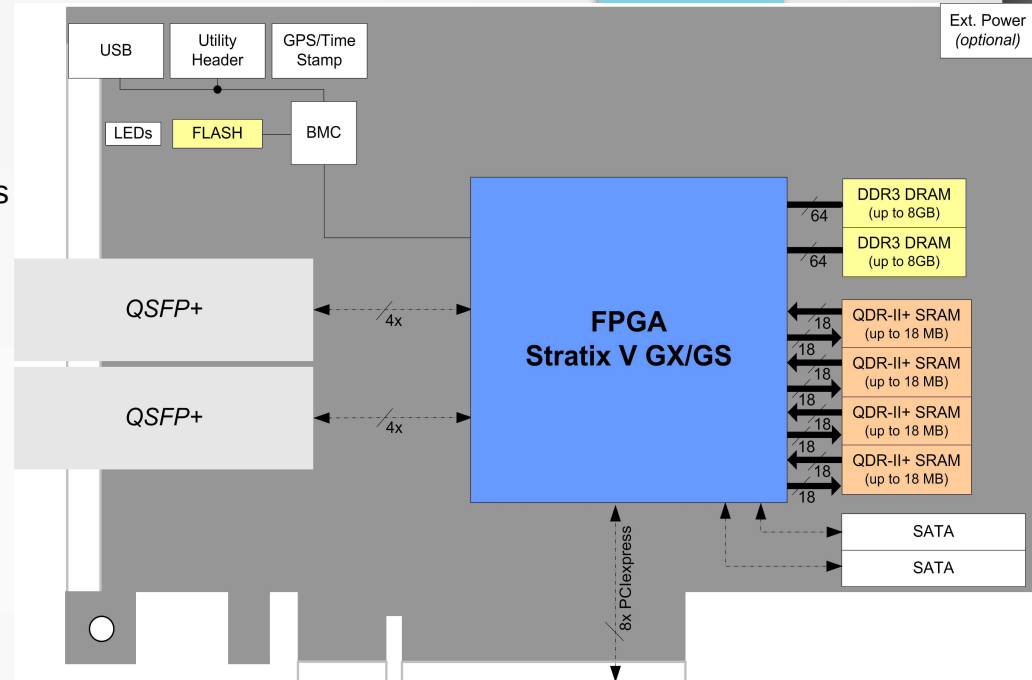 Ext. Power
(optional)
USB
Utility
Header
GPS/Time
Stamp
LEDs
FLASH
BMC
s
DDR3 DRAM
(up to 8GB)
64
DDR3 DRAM
(up to 8GB)
64
QSFP+
4x
FPGA
Stratix V GX/GS
QSFP+
4x
18
QDR-II+ SRAM
(up to 18 MB)
18
18
QDR-II+ SRAM
(up to 18 MB)
18
18
QDR-II+ SRAM
(up to 18 MB)
18
18
QDR-II+ SRAM
(up to 18 MB)
18
SATA
SATA
8x PCIexpress